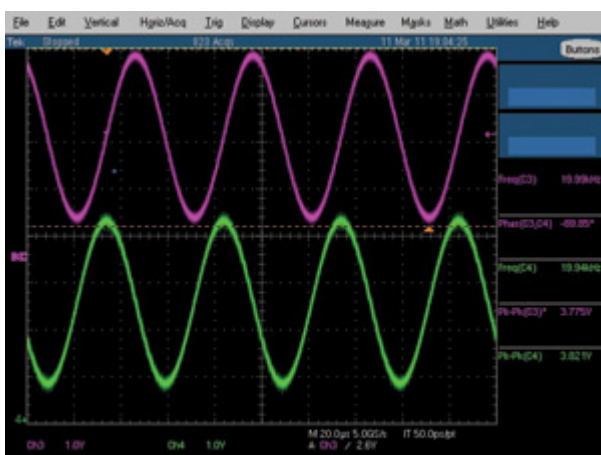 File Edit Vertical Horiz/Acq Trig Display Cursors Measure Masks Math Utilities Help
Tek Stopped 823 Acqs 11 Mar 11 19:04:25
Buttons
Freq(C3) 19.99kHz
Phas(C3,C4) -69.85°
Freq(C4) 19.94kHz
Pk-Pk(C3)* 3.775V
Pk-Pk(C4) 3.821V
M 20.0µs 5.0GS/s IT 50.0ps/pt
Ch3 1.0V Ch4 1.0V A Ch3 / 2.6V